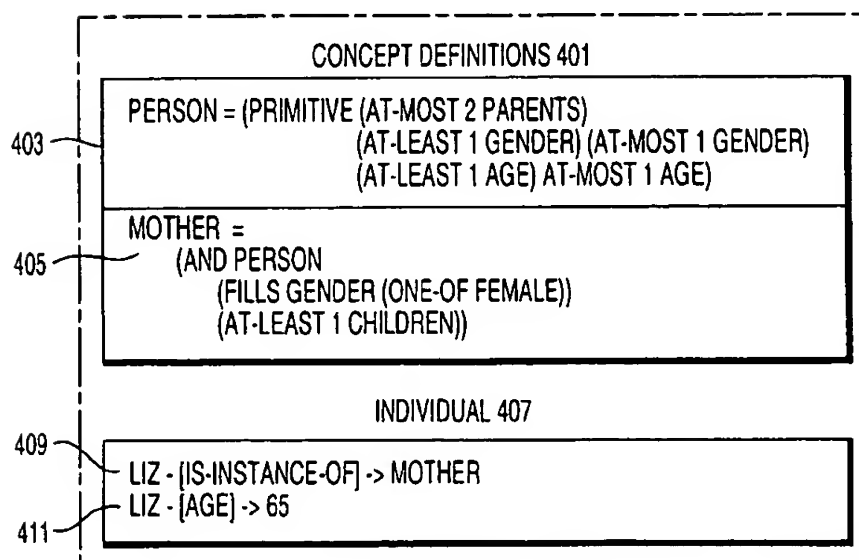 CONCEPT DEFINITIONS 401
403
PERSON = (PRIMITIVE (AT-MOST 2 PARENTS)
(AT-LEAST 1 GENDER) (AT-MOST 1 GENDER)
(AT-LEAST 1 AGE) AT-MOST 1 AGE)
405
MOTHER =
(AND PERSON
(FILLS GENDER (ONE-OF FEMALE))
(AT-LEAST 1 CHILDREN))
INDIVIDUAL 407
409
LIZ - [IS-INSTANCE-OF] -> MOTHER
411
LIZ - [AGE] -> 65